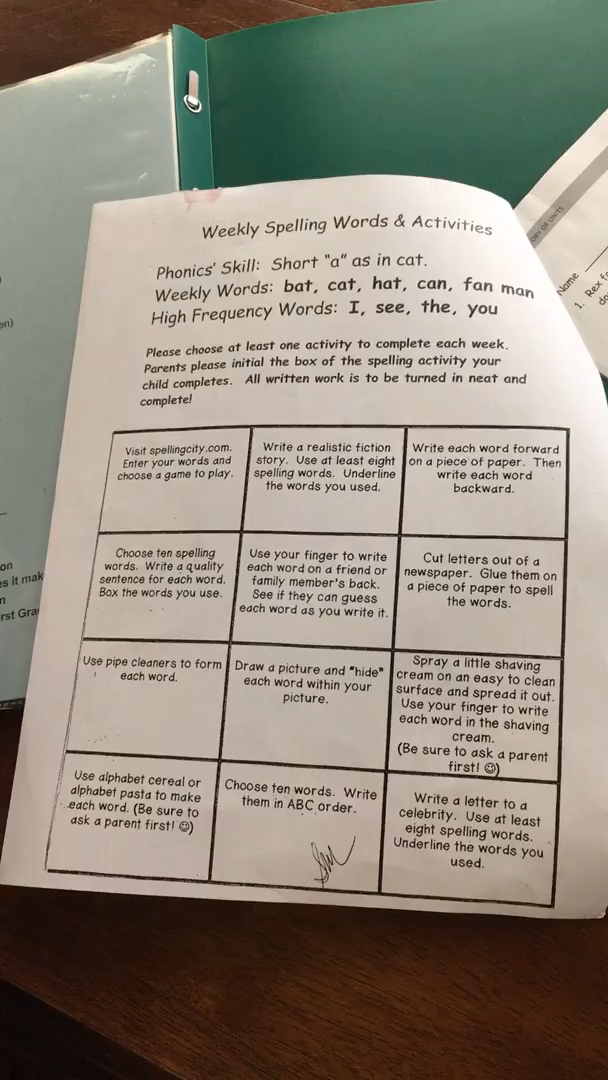 Weekly Spelling Words & Activities
Phonics' Skill: Short "a" as in cat.
Weekly Words: bat, cat, hat, can, fan man
High Frequency Words: I, see, the, you
Please choose at least one activity to complete each week.
Parents please initial the box of the spelling activity your
child completes. All written work is to be turned in neat and
complete!
Visit spellingcity.com.
Enter your words and
choose a game to play.
Write a realistic fiction
story. Use at least eight
spelling words. Underline
the words you used.
Write each word forward
on a piece of paper. Then
write each word
backward.
Choose ten spelling
words. Write a quality
sentence for each word.
Box the words you use.
Use your finger to write
each word on a friend or
family member's back.
See if they can guess
each word as you write it.
Cut letters out of a
newspaper. Glue them on
a piece of paper to spell
the words.
Use pipe cleaners to form
each word.
Draw a picture and "hide"
each word within your
picture.
Spray a little shaving
cream on an easy to clean
surface and spread it out.
Use your finger to write
each word in the shaving
cream.
(Be sure to ask a parent
first! ☺)
Use alphabet cereal or
alphabet pasta to make
each word. (Be sure to
ask a parent first! ☺)
Choose ten words. Write
them in ABC order.
Write a letter to a
celebrity. Use at least
eight spelling words.
Underline the words you
used.
OF UNITS
Name
1. Rex
en)
on
es it mak
n
rst Gra